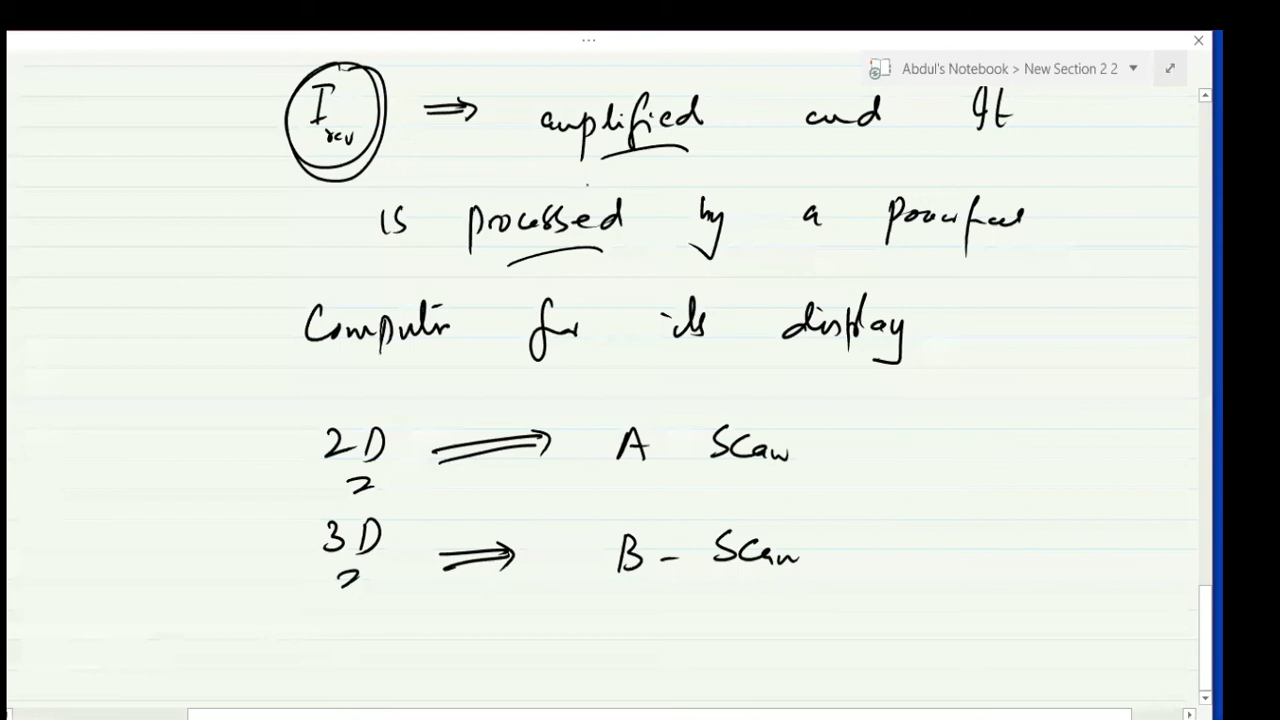 Abdul's Notebook > New Section 2 2
I rev ⇒ amplified and It
is processed by a powerful
Computer for its display
2D ⇒ A Scan
3D ⇒ B - Scan